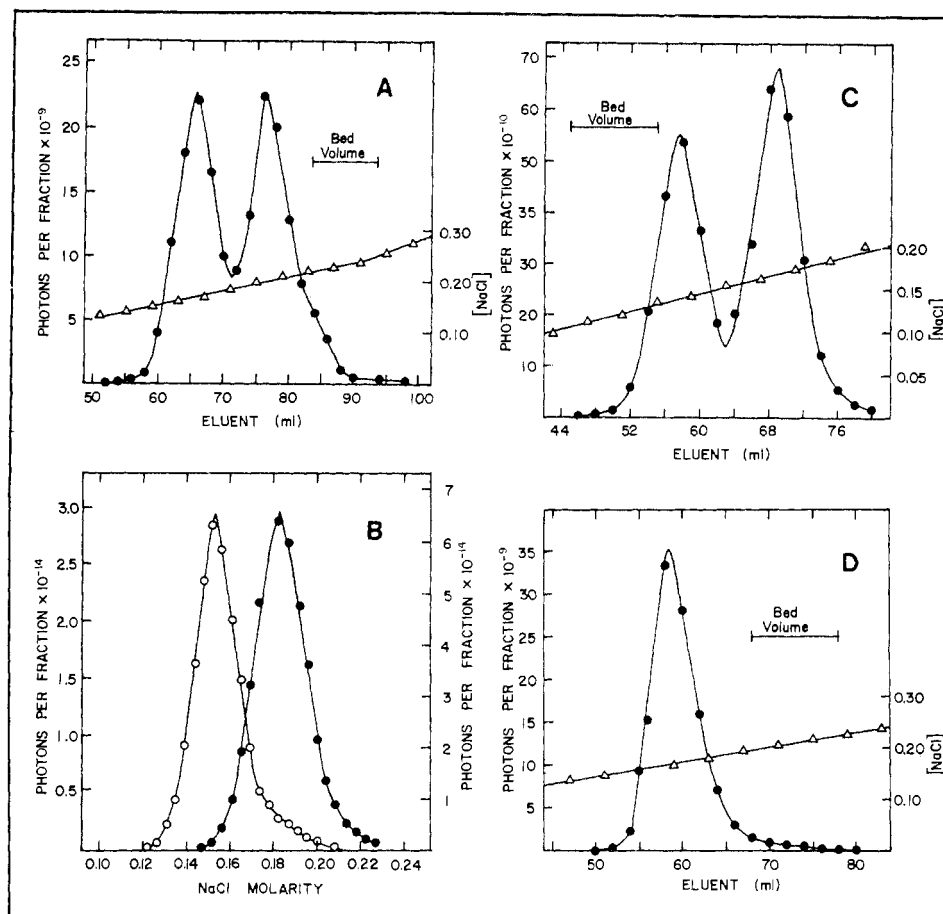 A
PHOTONS PER FRACTION × 10⁻⁹
25
20
15
10
5
Bed
Volume
0.30
0.20
0.10
[NaCl]
50 60 70 80 90 100
ELUENT (ml)
C
PHOTONS PER FRACTION × 10⁻¹⁰
70
60
50
40
30
20
10
Bed
Volume
0.20
0.15
0.10
0.05
[NaCl]
44 52 60 68 76
ELUENT (ml)
B
PHOTONS PER FRACTION × 10⁻¹⁴
3.0
2.5
2.0
1.0
0.5
7
6
5
4
3
2
1
PHOTONS PER FRACTION × 10⁻¹⁴
0.10 0.12 0.14 0.16 0.18 0.20 0.22 0.24
NaCl MOLARITY
D
PHOTONS PER FRACTION × 10⁻⁹
35
30
25
20
15
10
5
Bed
Volume
0.30
0.20
0.10
[NaCl]
50 60 70 80
ELUENT (ml)